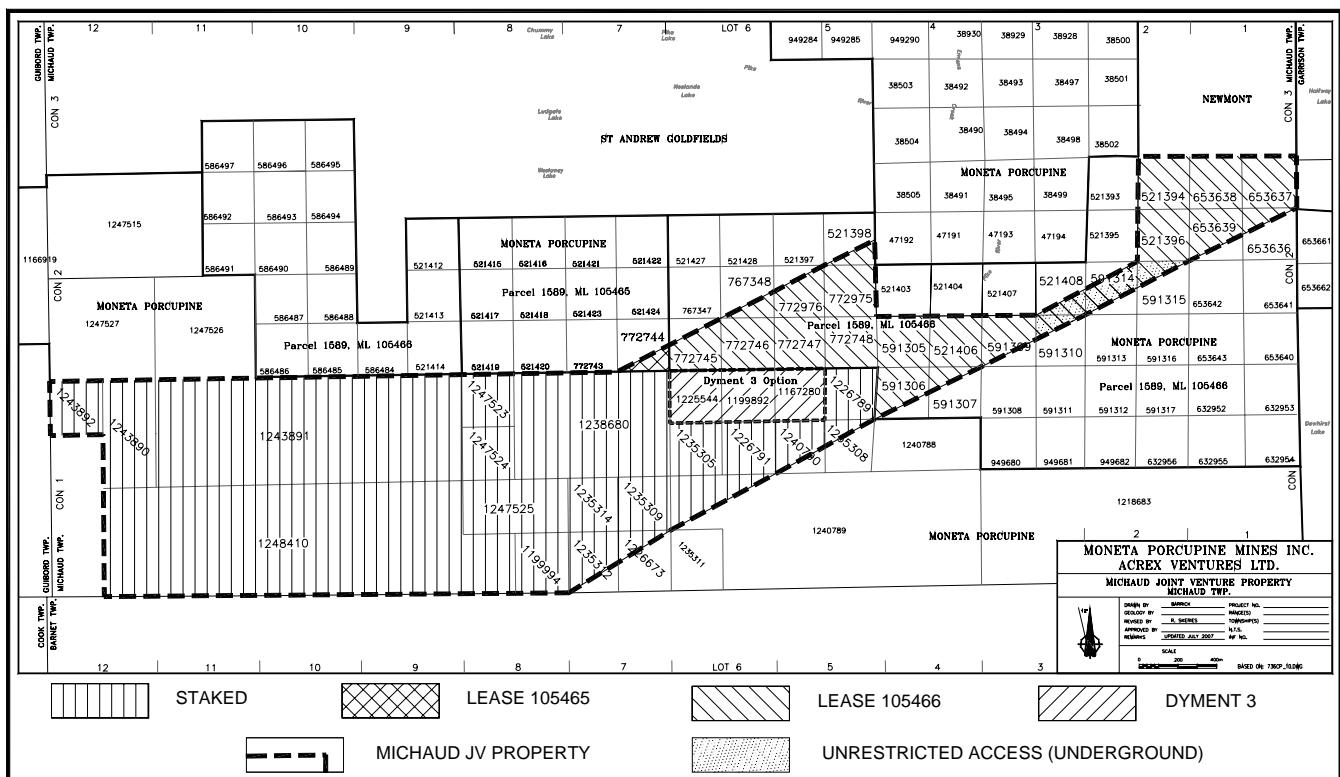 12 11 10 9 8 7 LOT 6 5 4 3 2 1
GUIBORD TWP.
MICHAUD TWP.
CON 3
Chummy
Lake
Pike
Lake
949284 949285 949290 38930 38929 38928 38500
MICHAUD TWP.
GARRISON TWP.
CON 3
Pike
Neelands
Lake
River
38503 38492 38493 38497 38501
NEWMONT
Halfway
Lake
Ludgate
Lake
Creek
ST ANDREW GOLDFIELDS
38504 38490 38494 38498 38502
586497 586496 586495
MONETA PORCUPINE
38505 38491 38495 38499 521393
521394 653638 653637
1247515
586492 586493 586494
521398
47192 47191 47193 47194 521395
River
521396 653639 653636
653661
1166919
CON 2
MONETA PORCUPINE
586491 586490 586489
521412 521415 521416 521421 521422 521427 521428 521397
767348
521403 521404 521407 521408 591314
Pike
CON 2
653662
MONETA PORCUPINE
Parcel 1589, ML 105465
772976 772975
591315 653642 653641
1247527 1247526
586487 586488
521413 521417 521418 521423 521424 767347
Parcel 1589, ML 105466
Parcel 1589, ML 105466
772744
772745 772746 772747 772748
591305 521406 591309 591310
MONETA PORCUPINE
591313 591316 653643 653640
586486 586485 586484 521414 521419 521420 772743
Dyment 3 Option
1225544 1199892 1167280
1226789
591306 591307
Parcel 1589, ML 105466
591308 591311 591312 591317 632952 632953
1243892
1243890
1243891
1247523
1238680
1247524
1235305
1226791
1240790
1240788
Dewhirst
Lake
949680 949681 949682 632956 632955 632954
CON 1
CON
1247525
1235314
1235309
1218683
1248410
1240789
MONETA PORCUPINE
1199994
1226673
1235311
GUIBORD TWP.
MICHAUD TWP.
COOK TWP.
BARNET TWP.
12 11 10 9 8 7 LOT 6 5 4 3 2 1
MONETA PORCUPINE MINES INC.
ACREX VENTURES LTD.
MICHAUD JOINT VENTURE PROPERTY
MICHAUD TWP.
DRAWN BY BARRICK PROJECT NO.
GEOLOGY BY RANGE(S)
REVISED BY R. SKERIES TOWNSHIP(S)
APPROVED BY N.T.S.
REMARKS UPDATED JULY 2007
SCALE
0 200 400m
STAKED
LEASE 105465
LEASE 105466
DYMENT 3
MICHAUD JV PROPERTY
UNRESTRICTED ACCESS (UNDERGROUND)